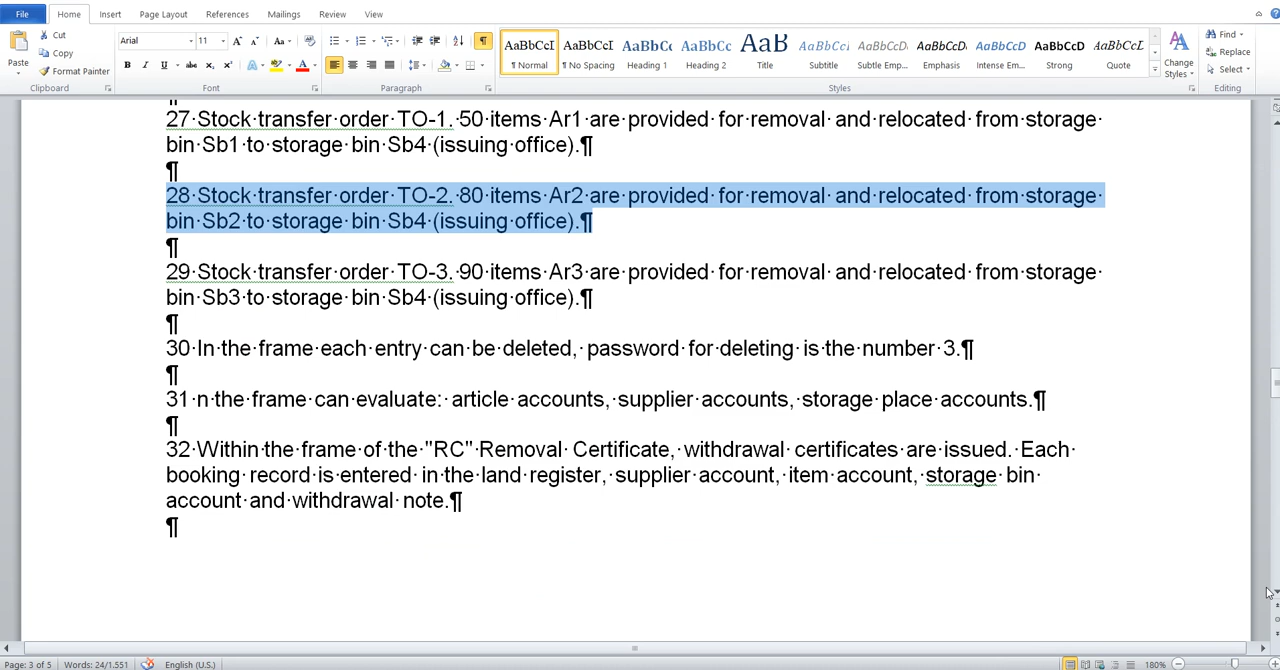 File Home Insert Page Layout References Mailings Review View
Paste Cut Copy Format Painter Clipboard
Arial 11 Font
Paragraph
AaBbCcI ¶ Normal AaBbCcI ¶ No Spacing AaBbCc Heading 1 AaBbCc Heading 2 AaB Title AaBbCcI Subtitle AaBbCcDi Subtle Emp... AaBbCcDi Emphasis AaBbCcD Intense Em... AaBbCcD Strong AaBbCcL Quote Change Styles Styles
Find Replace Select Editing
27 Stock transfer order TO-1. 50 items Ar1 are provided for removal and relocated from storage
bin Sb1 to storage bin Sb4 (issuing office).¶
¶
28 Stock transfer order TO-2. 80 items Ar2 are provided for removal and relocated from storage
bin Sb2 to storage bin Sb4 (issuing office).¶
¶
29 Stock transfer order TO-3. 90 items Ar3 are provided for removal and relocated from storage
bin Sb3 to storage bin Sb4 (issuing office).¶
¶
30 In the frame each entry can be deleted, password for deleting is the number 3.¶
¶
31 n the frame can evaluate: article accounts, supplier accounts, storage place accounts.¶
¶
32 Within the frame of the "RC" Removal Certificate, withdrawal certificates are issued. Each
booking record is entered in the land register, supplier account, item account, storage bin
account and withdrawal note.¶
¶
Page: 3 of 5 Words: 24/1.551 English (U.S.) 180%